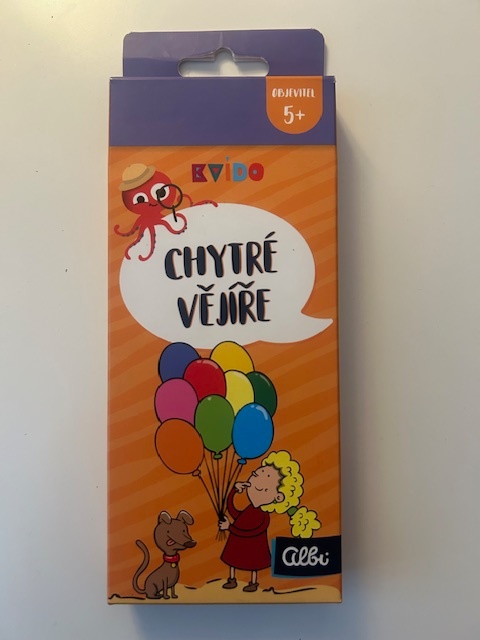 OBJEVITEL
5+
KVÍDO
CHYTRÉ
VĚJÍŘE
albi